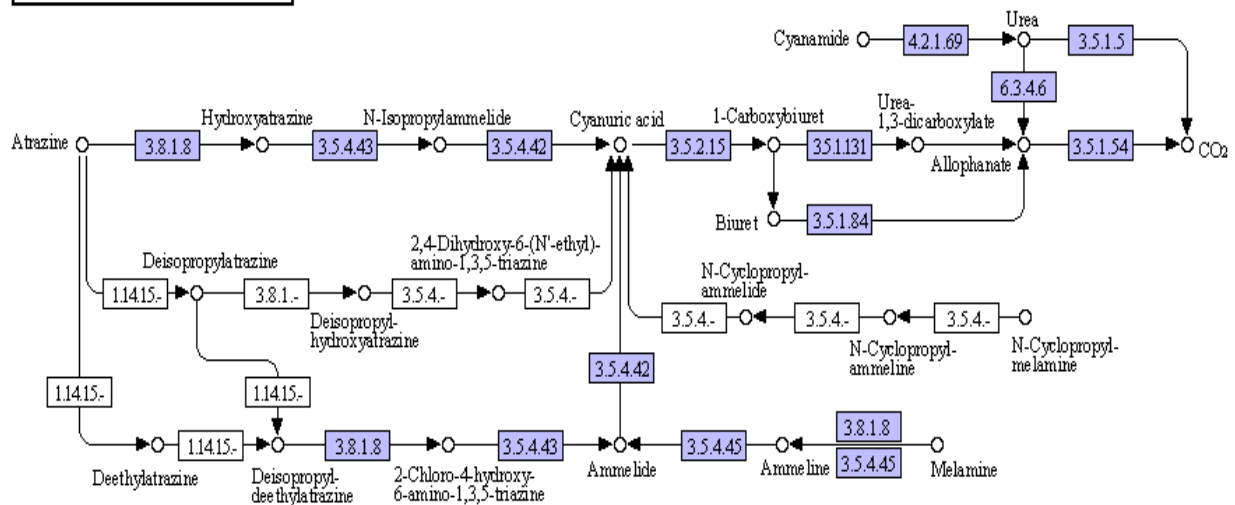 Urea
Cyanamide
4.2.1.69
3.5.1.5
6.3.4.6
Atrazine
3.8.1.8
Hydroxyatrazine
3.5.4.43
N-Isopropylammelide
3.5.4.42
Cyanuric acid
3.5.2.15
1-Carboxybiuret
3.5.1.131
Urea-
1,3-dicarboxylate
Allophanate
3.5.1.54
CO2
Biuret
3.5.1.84
Deisopropylatrazine
1.14.15.-
3.8.1.-
Deisopropyl-
hydroxyatrazine
3.5.4.-
2,4-Dihydroxy-6-(N'-ethyl)-
amino-1,3,5-triazine
3.5.4.-
N-Cyclopropyl-
ammelide
3.5.4.-
3.5.4.-
3.5.4.-
N-Cyclopropyl-
ammeline
N-Cyclopropyl-
melamine
3.5.4.42
1.14.15.-
1.14.15.-
Deethylatrazine
1.14.15.-
Deisopropyl-
deethylatrazine
3.8.1.8
2-Chloro-4-hydroxy-
6-amino-1,3,5-triazine
3.5.4.43
Ammelide
3.5.4.45
Ammeline
3.8.1.8
3.5.4.45
Melamine